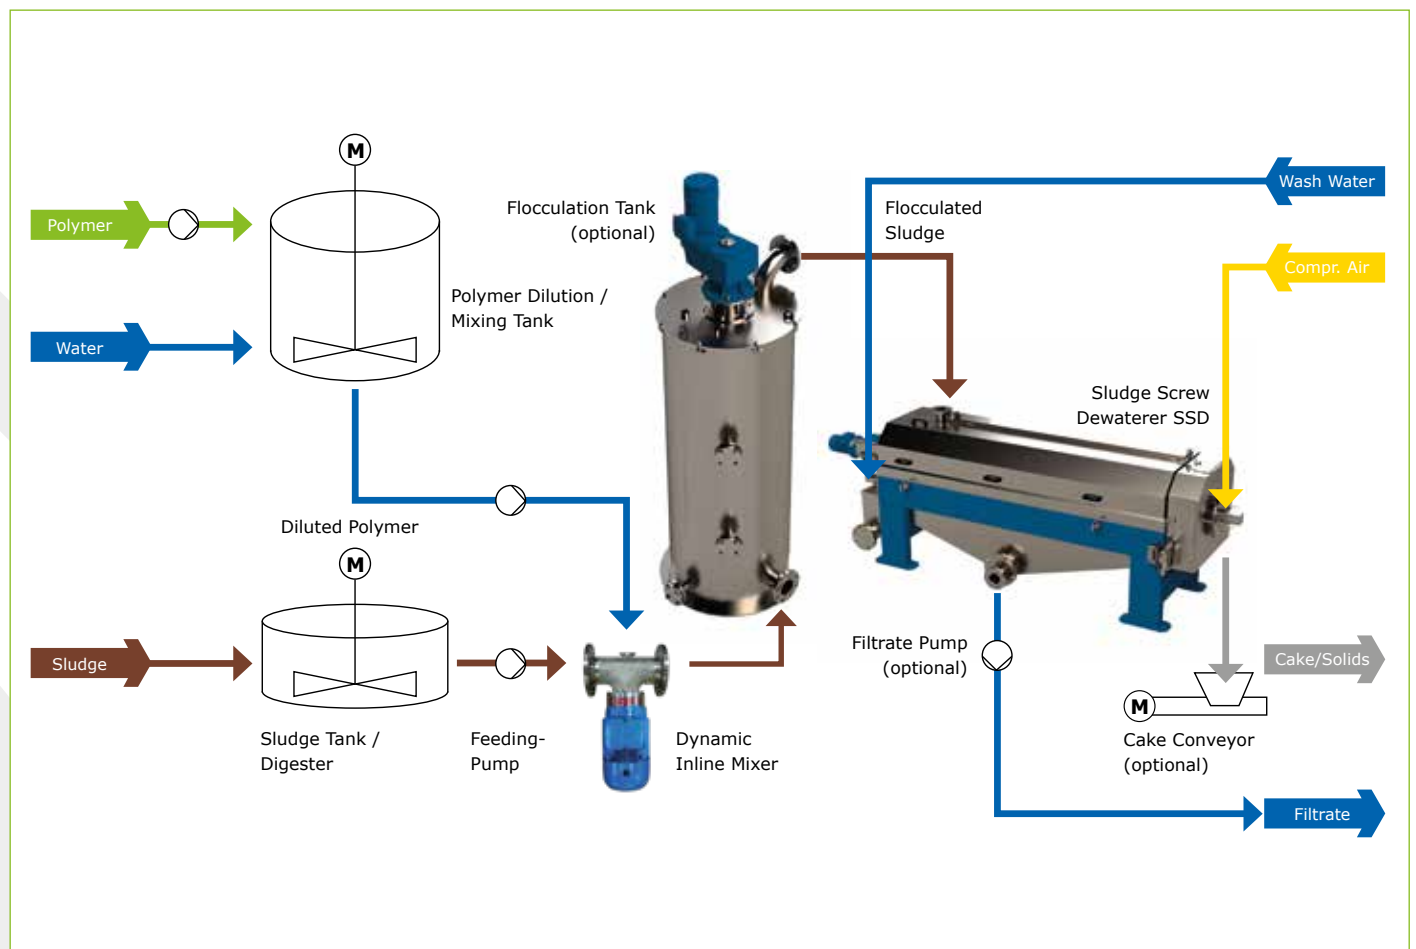 M
Polymer
Water
Polymer Dilution /
Mixing Tank
Flocculation Tank
(optional)
Flocculated
Sludge
Wash Water
Compr. Air
Sludge Screw
Dewaterer SSD
Diluted Polymer
M
Sludge
Sludge Tank /
Digester
Feeding-
Pump
Dynamic
Inline Mixer
Filtrate Pump
(optional)
Cake/Solids
M
Cake Conveyor
(optional)
Filtrate